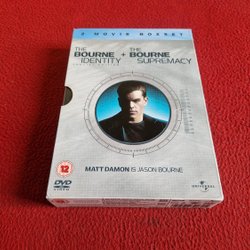 2 MOVIE BOXSET
THE BOURNE IDENTITY + THE BOURNE SUPREMACY
MATT DAMON IS JASON BOURNE
12
DVD
UNIVERSAL